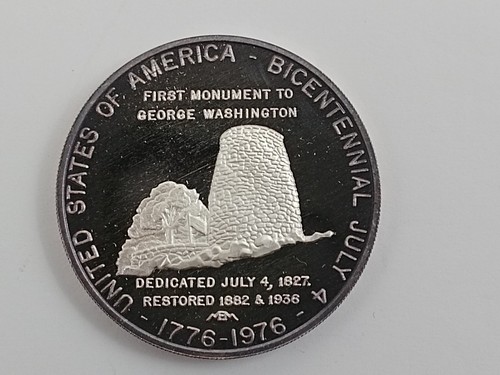 UNITED STATES OF AMERICA - BICENTENNIAL JULY 4 -
1776-1976 -
FIRST MONUMENT TO
GEORGE WASHINGTON
DEDICATED JULY 4, 1827.
RESTORED 1882 & 1936